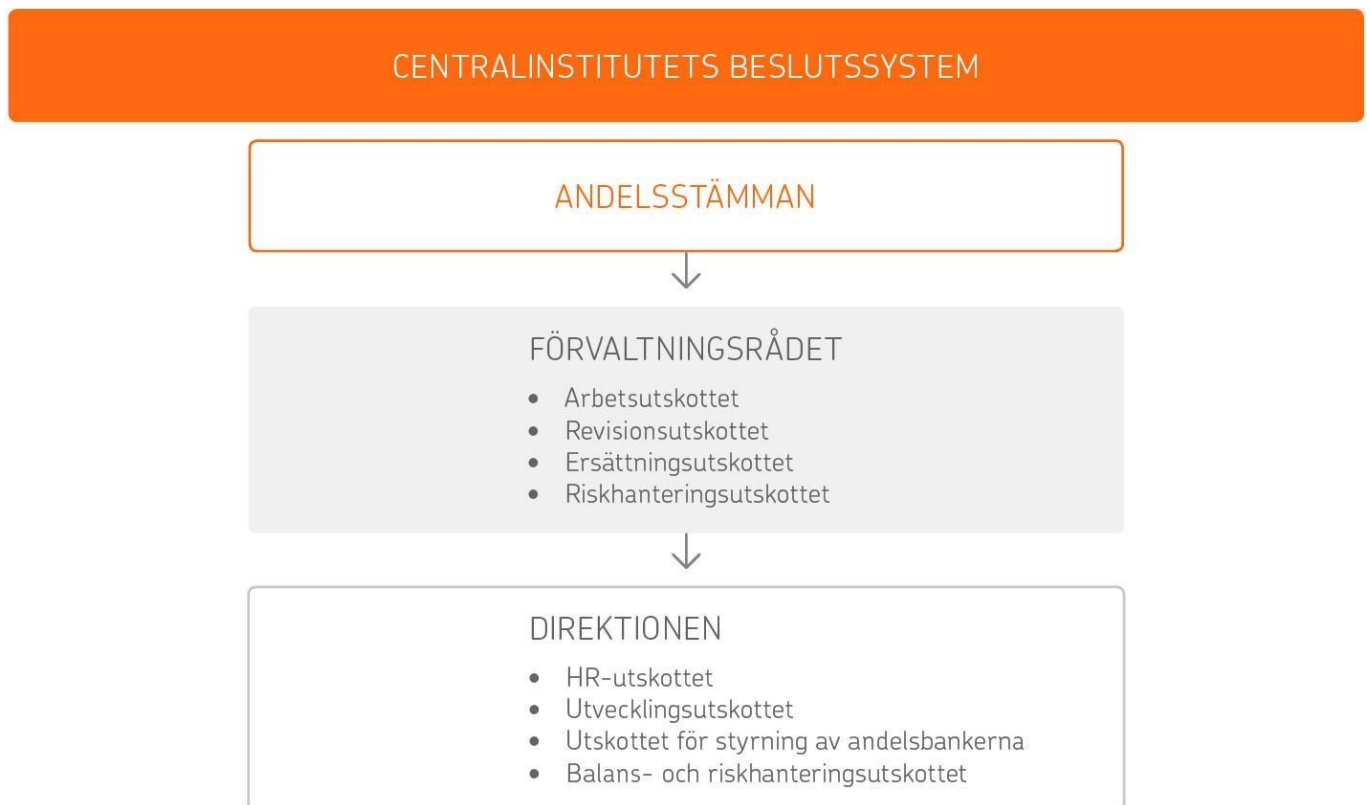 CENTRALINSTITUTETS BESLUTSSYSTEM
ANDELSSTÄMMAN
FÖRVALTNINGSRÅDET
• Arbetsutskottet
• Revisionsutskottet
• Ersättningsutskottet
• Riskhanteringsutskottet
DIREKTIONEN
• HR-utskottet
• Utvecklingsutskottet
• Utskottet för styrning av andelsbankerna
• Balans- och riskhanteringsutskottet